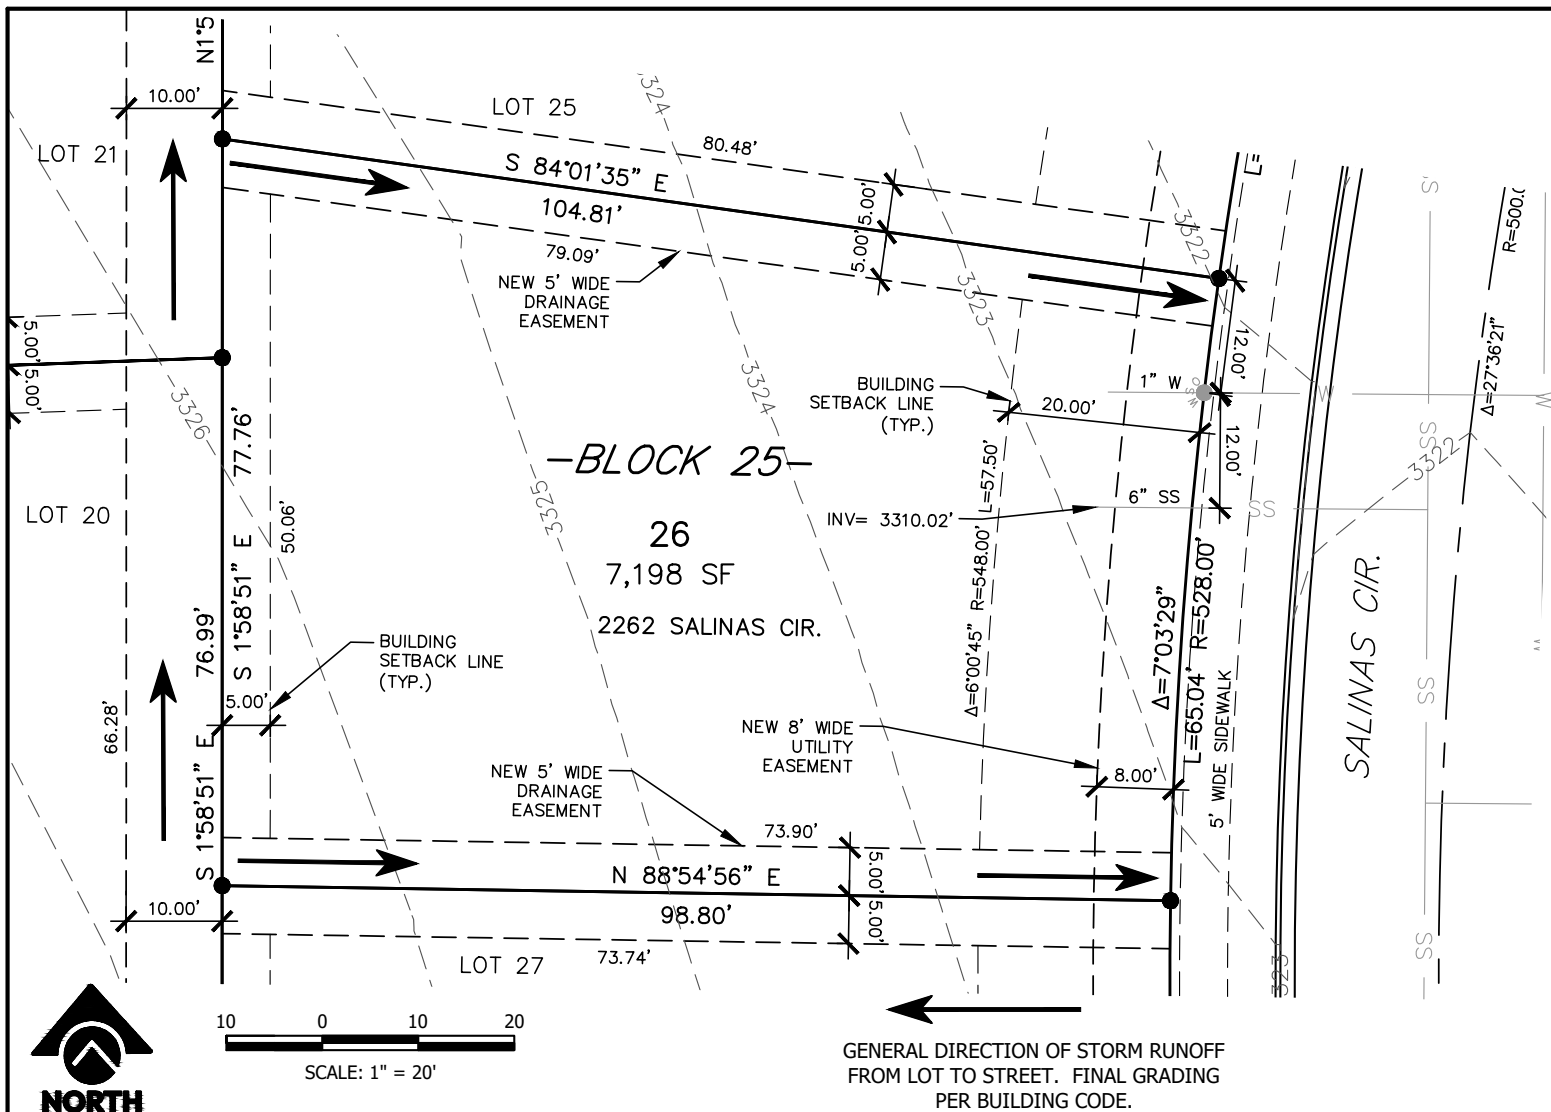 N1°5
10.00'
LOT 21
LOT 25
3324
80.48'
S 84°01'35" E
104.81'
79.09'
5.00'
5.00'
NEW 5' WIDE
DRAINAGE
EASEMENT
3322
3323
L=
SS
R=500.0
Δ=27°36'21"
12.00'
12.00'
5.00'
5.00'
3326
77.76'
S 1°58'51" E
50.06'
LOT 20
3324
BUILDING
SETBACK LINE
(TYP.)
20.00'
1" W
WSO
W
W
–BLOCK 25–
3325
26
7,198 SF
2262 SALINAS CIR.
L=57.50'
R=548.00'
Δ=6°00'45"
INV= 3310.02'
6" SS
SS
SS
3322
Δ=7°03'29"
L=65.04' R=528.00'
5' WIDE SIDEWALK
SALINAS CIR.
SS
76.99'
S 1°58'51" E
BUILDING
SETBACK LINE
(TYP.)
5.00'
66.28'
NEW 8' WIDE
UTILITY
EASEMENT
8.00'
NEW 5' WIDE
DRAINAGE
EASEMENT
73.90'
N 88°54'56" E
98.80'
5.00'
5.00'
10.00'
LOT 27
73.74'
SS
NORTH
10 0 10 20
SCALE: 1" = 20'
GENERAL DIRECTION OF STORM RUNOFF
FROM LOT TO STREET. FINAL GRADING
PER BUILDING CODE.